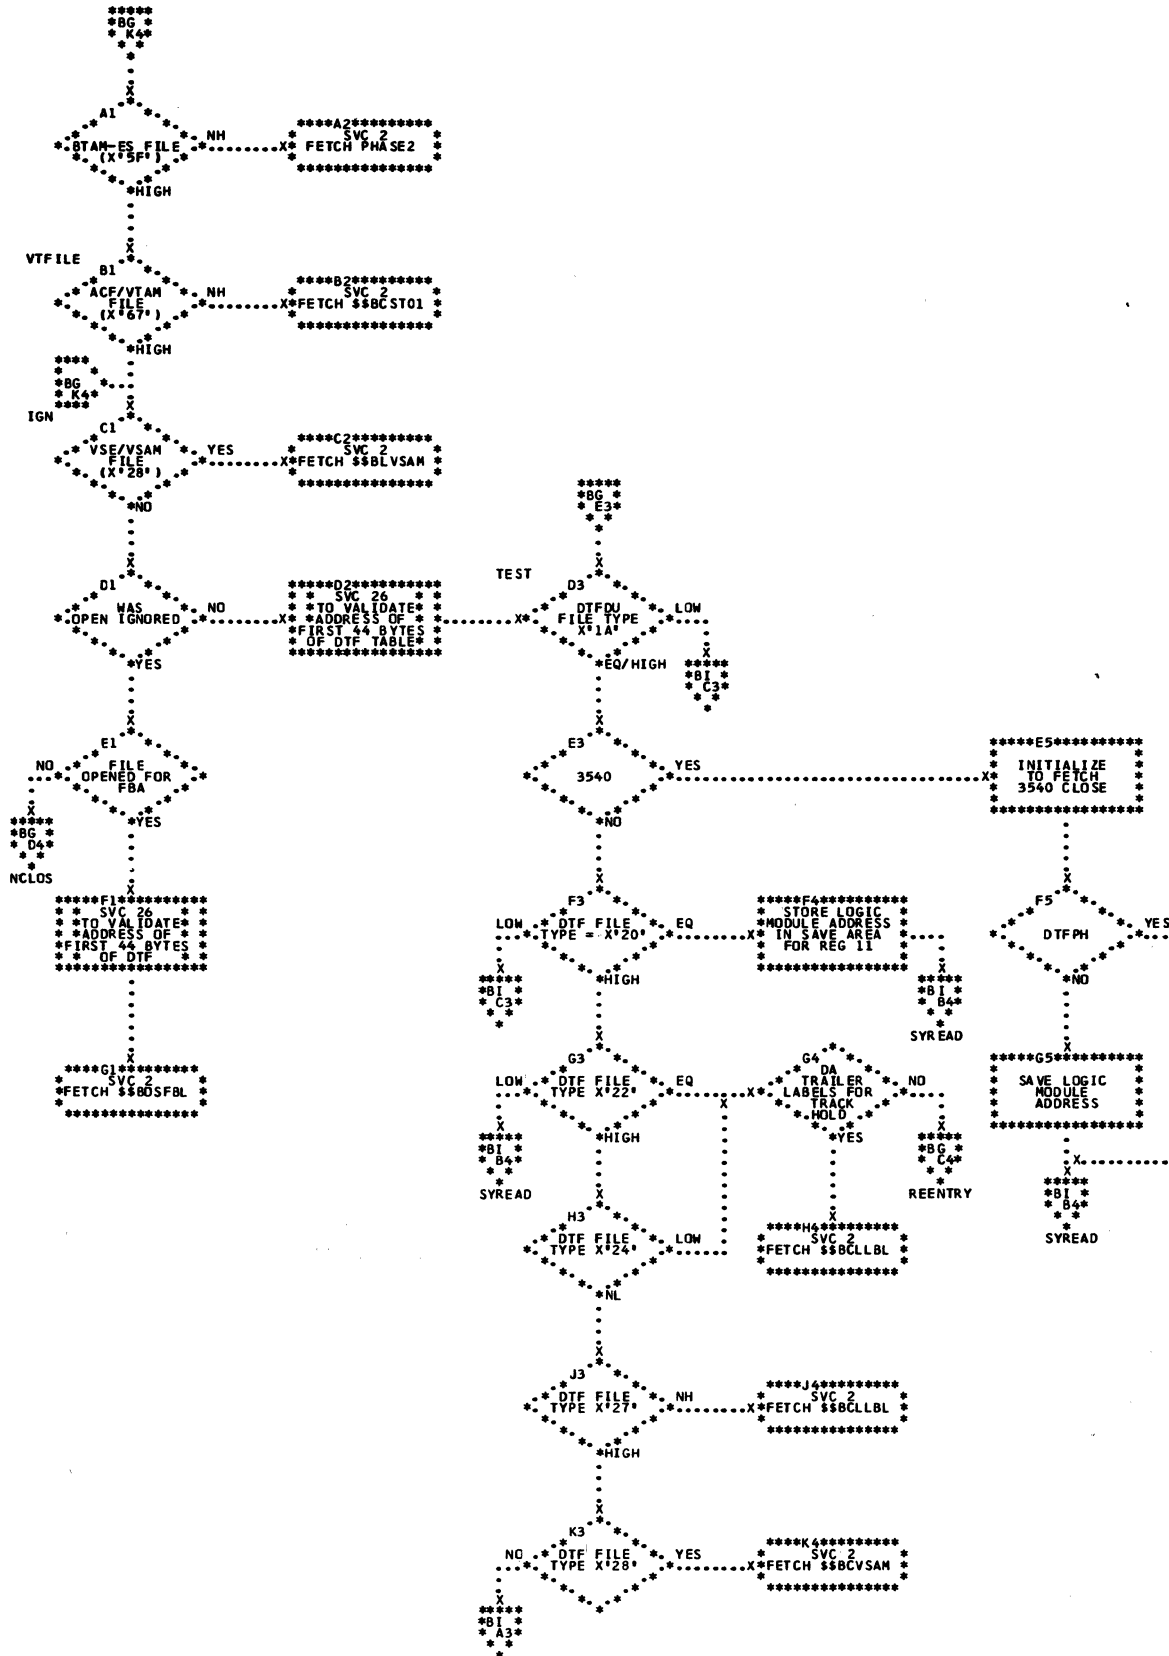 BG
K4
A1
BTAM-ES FILE
(X'5F')
NH
HIGH
A2
SVC 2
FETCH PHASE2
VTFILE
B1
ACF/VTAM
FILE
(X'67')
NH
HIGH
B2
SVC 2
FETCH $$BCST01
BG
K4
IGN
C1
VSE/VSAM
FILE
(X'28')
YES
NO
C2
SVC 2
FETCH $$BLVSAM
BG
E3
D1
WAS
OPEN IGNORED
NO
YES
D2
SVC 26
TO VALIDATE
ADDRESS OF
FIRST 44 BYTES
OF DTF TABLE
TEST
D3
DTFDU
FILE TYPE
X'1A'
LOW
EQ/HIGH
BI
C3
E1
FILE
OPENED FOR
FBA
NO
YES
BG
D4
NCLOS
E3
3540
YES
NO
E5
INITIALIZE
TO FETCH
3540 CLOSE
F1
SVC 26
TO VALIDATE
ADDRESS OF
FIRST 44 BYTES
OF DTF
F3
DTF FILE
TYPE = X'20'
LOW
EQ
HIGH
BI
C3
F4
STORE LOGIC
MODULE ADDRESS
IN SAVE AREA
FOR REG 11
BI
B4
SYREAD
F5
DTFPH
YES
NO
G1
SVC 2
FETCH $$BOSFBL
G3
DTF FILE
TYPE X'22'
LOW
EQ
HIGH
BI
B4
SYREAD
G4
DA
TRAILER
LABELS FOR
TRACK
HOLD
NO
YES
BG
C4
REENTRY
G5
SAVE LOGIC
MODULE
ADDRESS
BI
B4
SYREAD
H3
DTF FILE
TYPE X'24'
LOW
NL
H4
SVC 2
FETCH $$BCLLBL
J3
DTF FILE
TYPE X'27'
NH
HIGH
J4
SVC 2
FETCH $$BCLLBL
K3
DTF FILE
TYPE X'28'
NO
YES
K4
SVC 2
FETCH $$BCVSAM
BI
A3